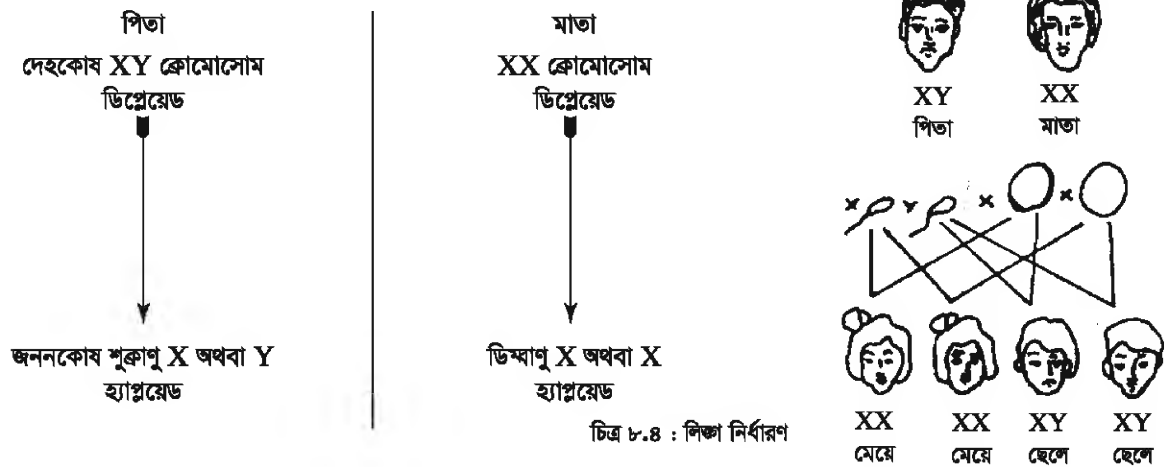 পিতা
দেহকোষ XY ক্রোমোসোম
ডিপ্লয়েড
জননকোষ শুক্রাণু X অথবা Y
হ্যাপ্লয়েড
মাতা
XX ক্রোমোসোম
ডিপ্লয়েড
ডিম্বাণু X অথবা X
হ্যাপ্লয়েড
XY XX
পিতা মাতা
X Y X X
XX XX XY XY
মেয়ে মেয়ে ছেলে ছেলে
চিত্র ৮.৪ : লিঙ্গ নির্ধারণ